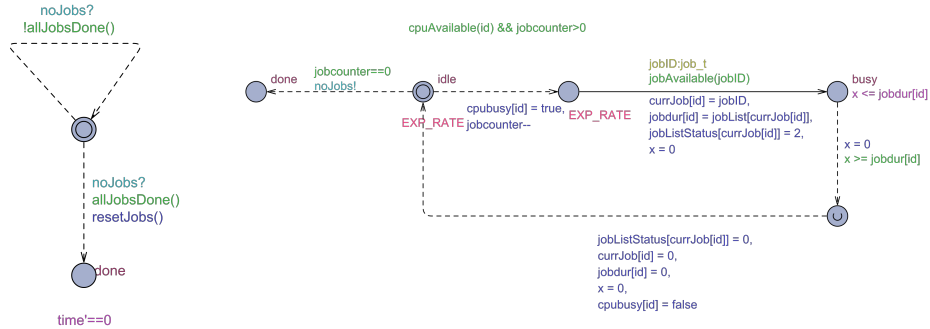 noJobs?
!allJobsDone()
noJobs?
allJobsDone()
resetJobs()
done
time'==0
cpuAvailable(id) && jobcounter>0
done
jobcounter==0
noJobs!
idle
EXP_RATE
cpubusy[id] = true,
jobcounter--
EXP_RATE
jobID:job_t
jobAvailable(jobID)
currJob[id] = jobID,
jobdur[id] = jobList[currJob[id]],
jobListStatus[currJob[id]] = 2,
x = 0
busy
x <= jobdur[id]
x = 0
x >= jobdur[id]
U
jobListStatus[currJob[id]] = 0,
currJob[id] = 0,
jobdur[id] = 0,
x = 0,
cpubusy[id] = false